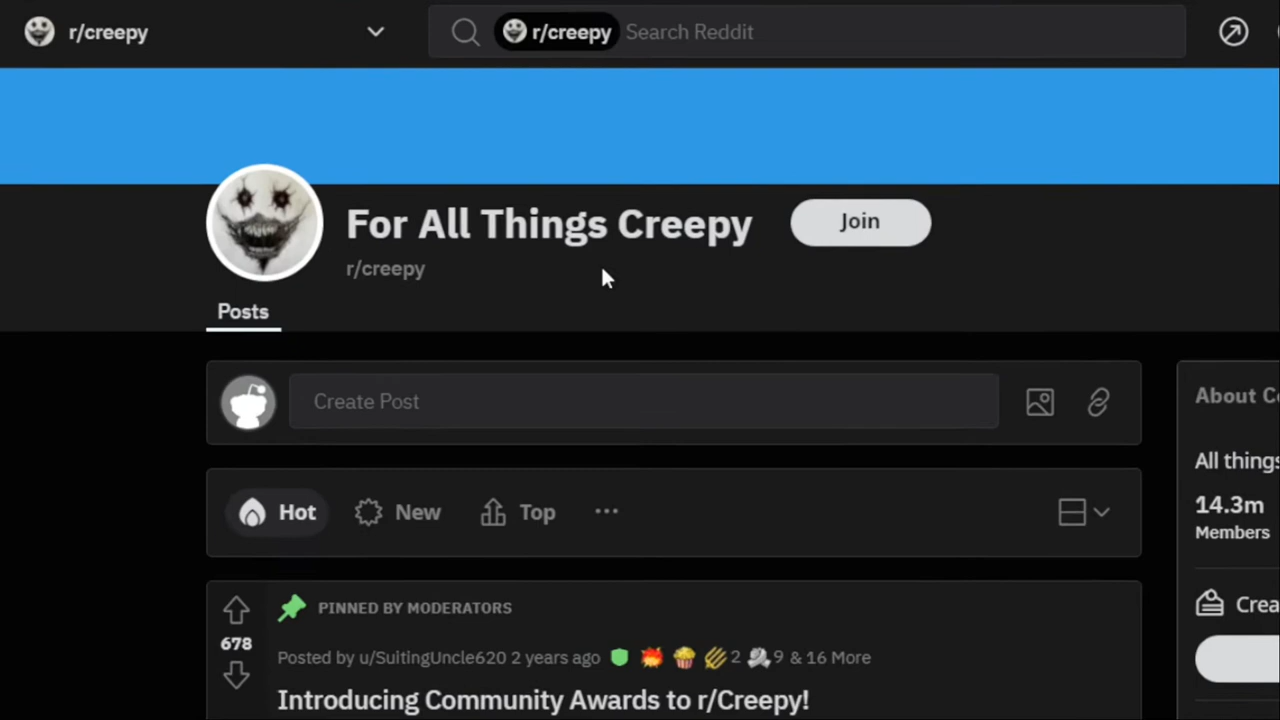 r/creepy
r/creepy Search Reddit
For All Things Creepy
Join
r/creepy
Posts
Create Post
About
All things
14.3m
Members
Hot
New
Top
PINNED BY MODERATORS
678
Posted by u/SuitingUncle620 2 years ago 2 9 & 16 More
Introducing Community Awards to r/Creepy!